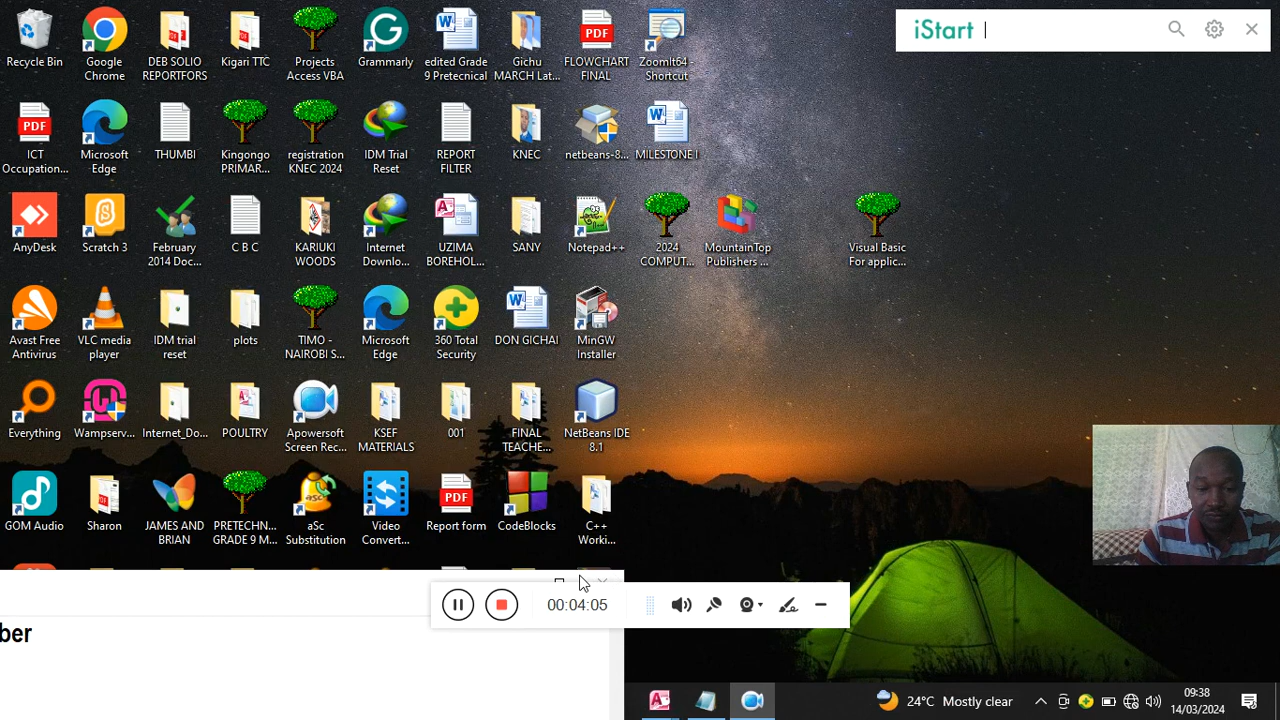 Recycle Bin
Google
Chrome
DEB SOLIO
REPORTFORS
Kigari TTC
Projects
Access VBA
Grammarly
edited Grade
9 Pretecnical
Gichu
MARCH Lat...
FLOWCHART
FINAL
ZoomIt64 -
Shortcut
iStart
ICT
Occupation...
Microsoft
Edge
THUMBI
Kingongo
PRIMAR...
registration
KNEC 2024
IDM Trial
Reset
REPORT
FILTER
KNEC
netbeans-8...
MILESTONE I
AnyDesk
Scratch 3
February
2014 Doc...
C B C
KARIUKI
WOODS
Internet
Downlo...
UZIMA
BOREHOL...
SANY
Notepad++
2024
COMPUT...
MountainTop
Publishers ...
Visual Basic
For applic...
Avast Free
Antivirus
VLC media
player
IDM trial
reset
plots
TIMO -
NAIROBI S...
Microsoft
Edge
360 Total
Security
DON GICHAI
MinGW
Installer
Everything
Wampserv...
Internet_Do...
POULTRY
Apowersoft
Screen Rec...
KSEF
MATERIALS
001
FINAL
TEACHE...
NetBeans IDE
8.1
GOM Audio
Sharon
JAMES AND
BRIAN
PRETECHN...
GRADE 9 M...
aSc
Substitution
Video
Convert...
Report form
CodeBlocks
C++
Worki...
00:04:05
ber
24°C Mostly clear
09:38
14/03/2024